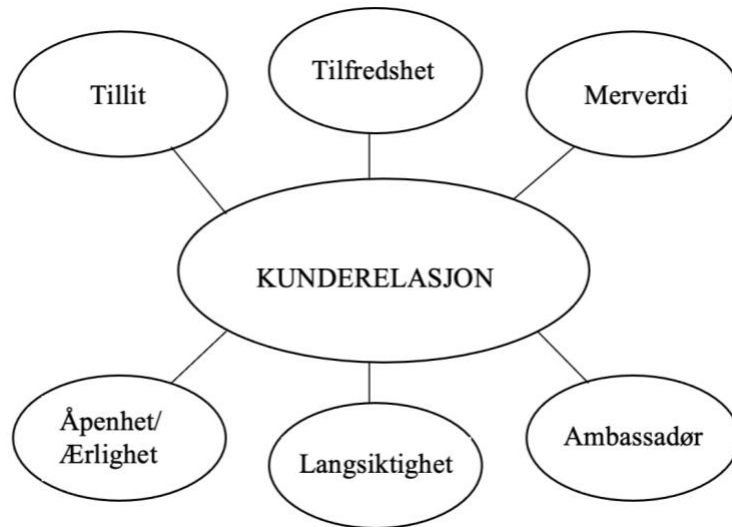 Tillit
Tilfredshet
Merverdi
KUNDERELASJON
Åpenhet/
Ærlighet
Langsiktighet
Ambassadør